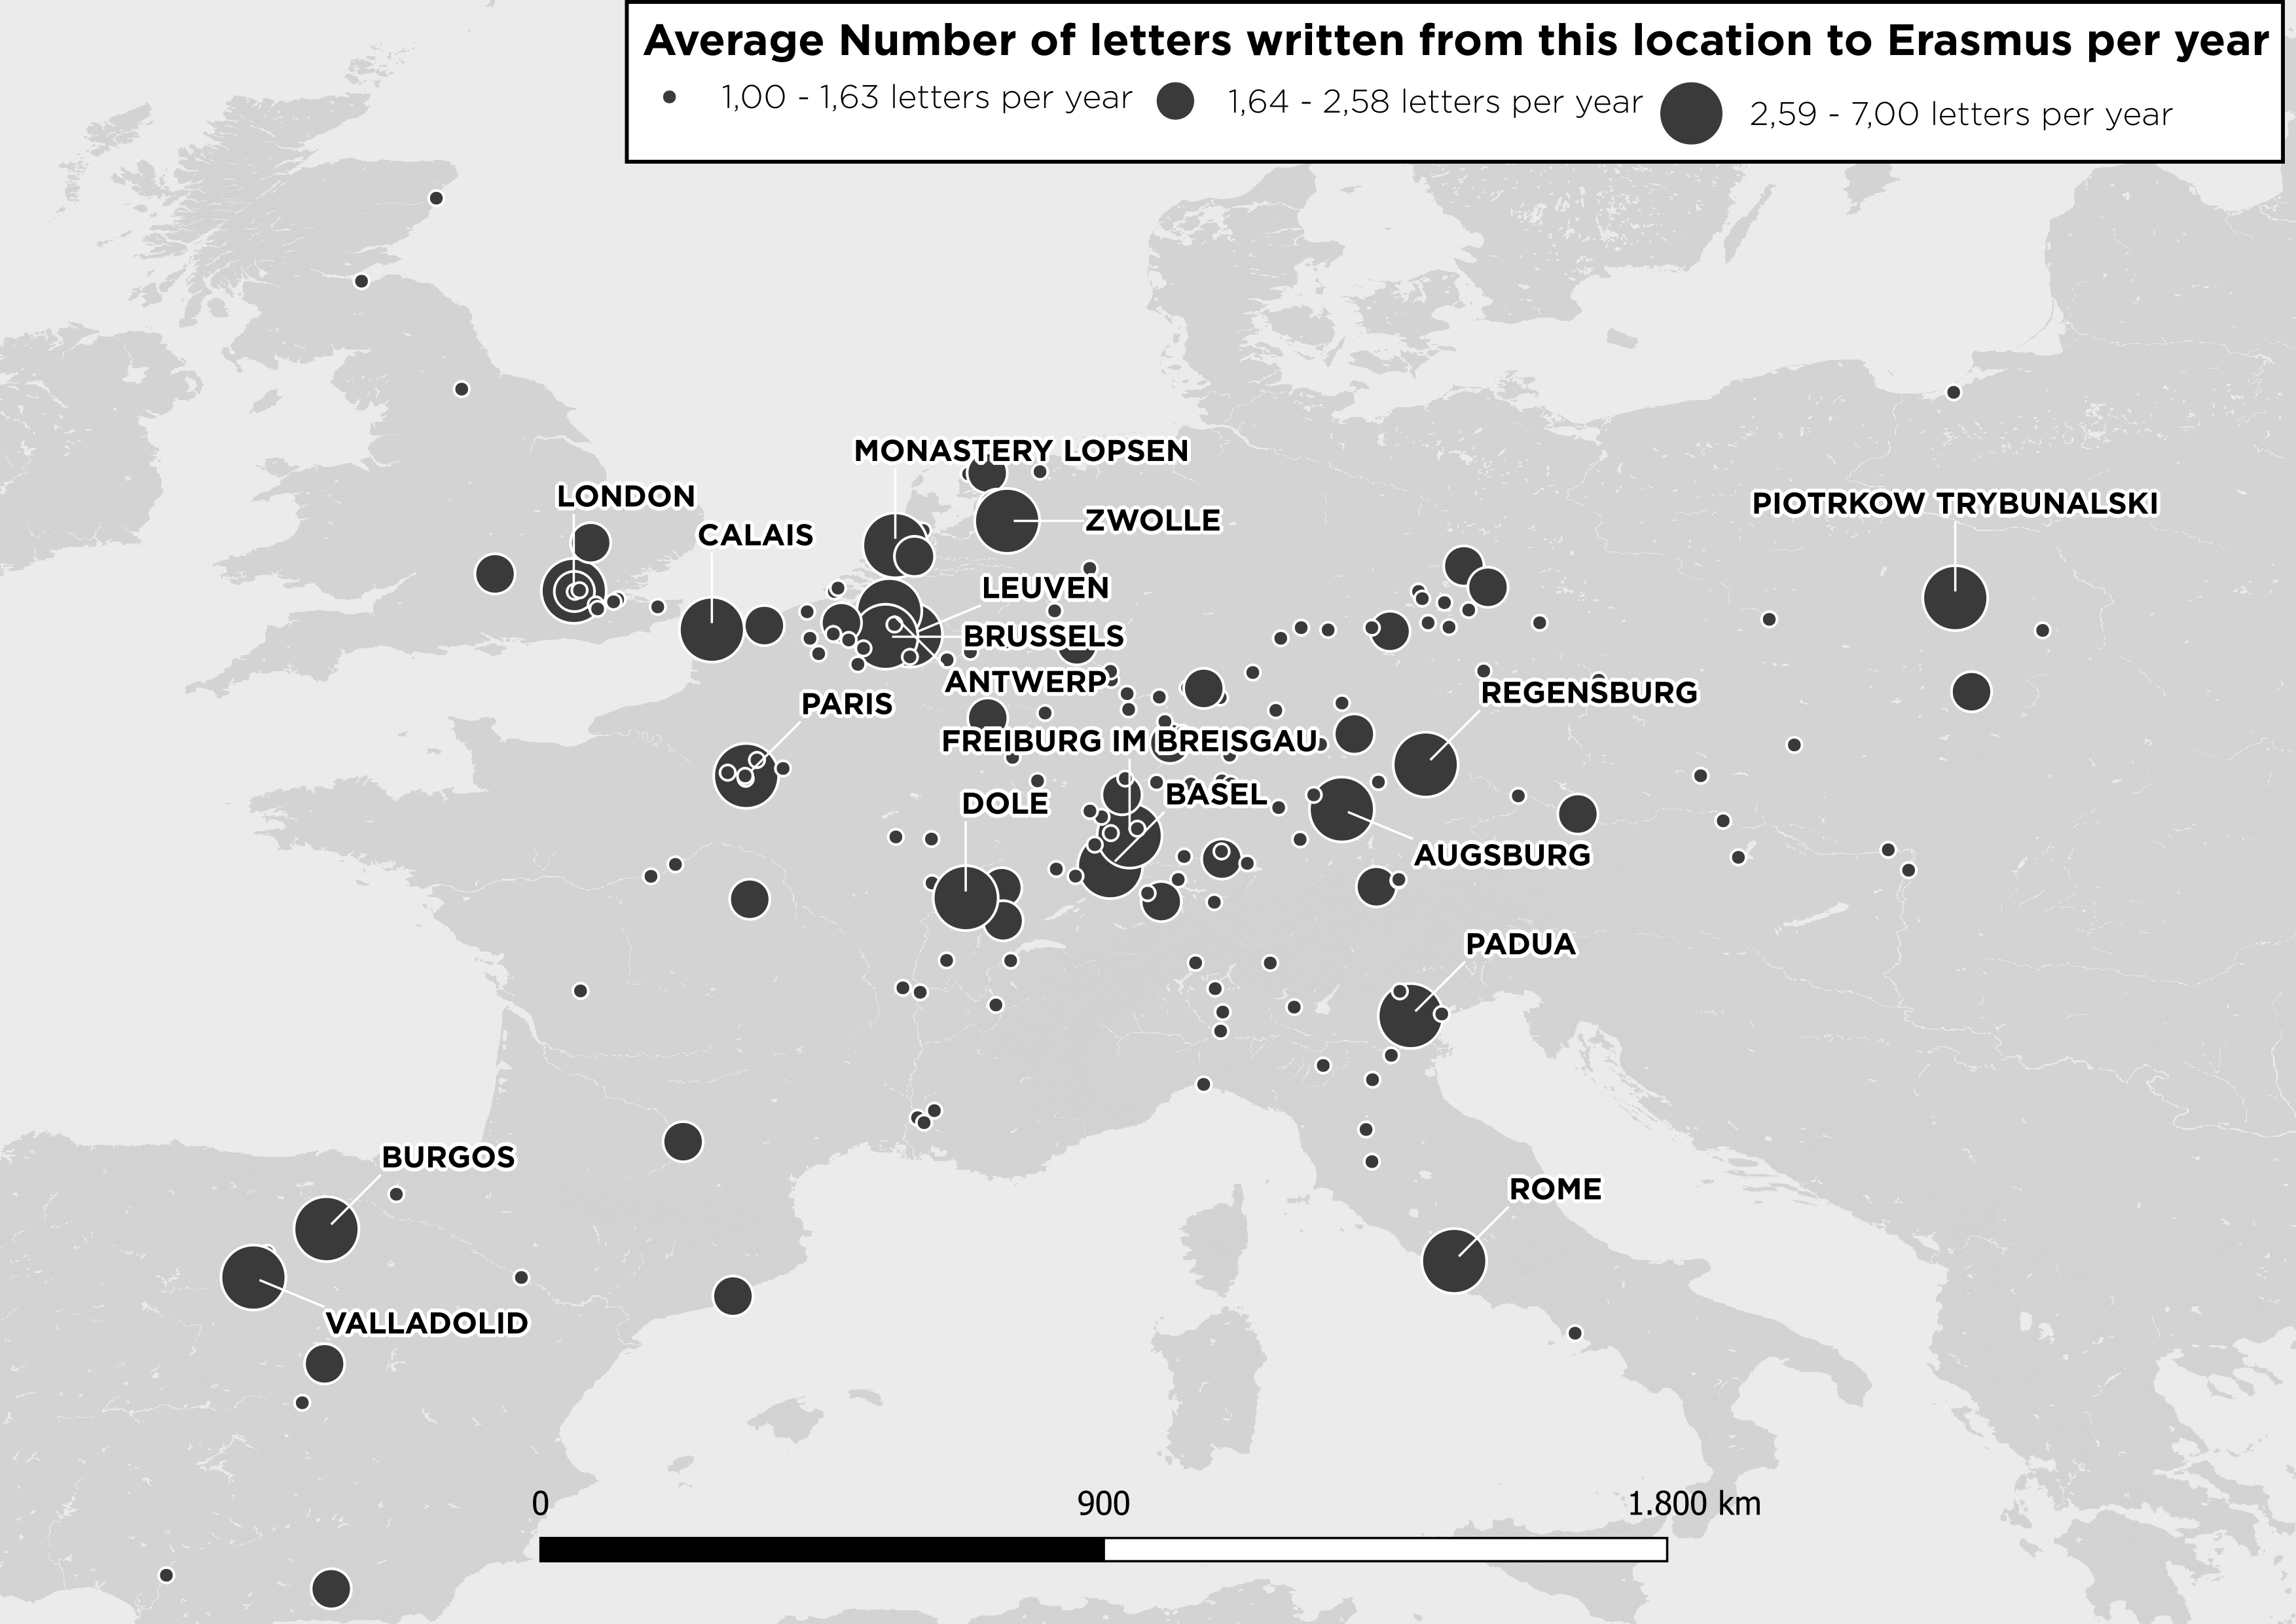 Average Number of letters written from this location to Erasmus per year
1,00 - 1,63 letters per year 1,64 - 2,58 letters per year 2,59 - 7,00 letters per year
MONASTERY LOPSEN
LONDON
PIOTRKOW TRYBUNALSKI
ZWOLLE
CALAIS
LEUVEN
BRUSSELS
ANTWERP
REGENSBURG
PARIS
FREIBURG IM BREISGAU
BASEL
DOLE
AUGSBURG
PADUA
BURGOS
ROME
VALLADOLID
0 900 1.800 km